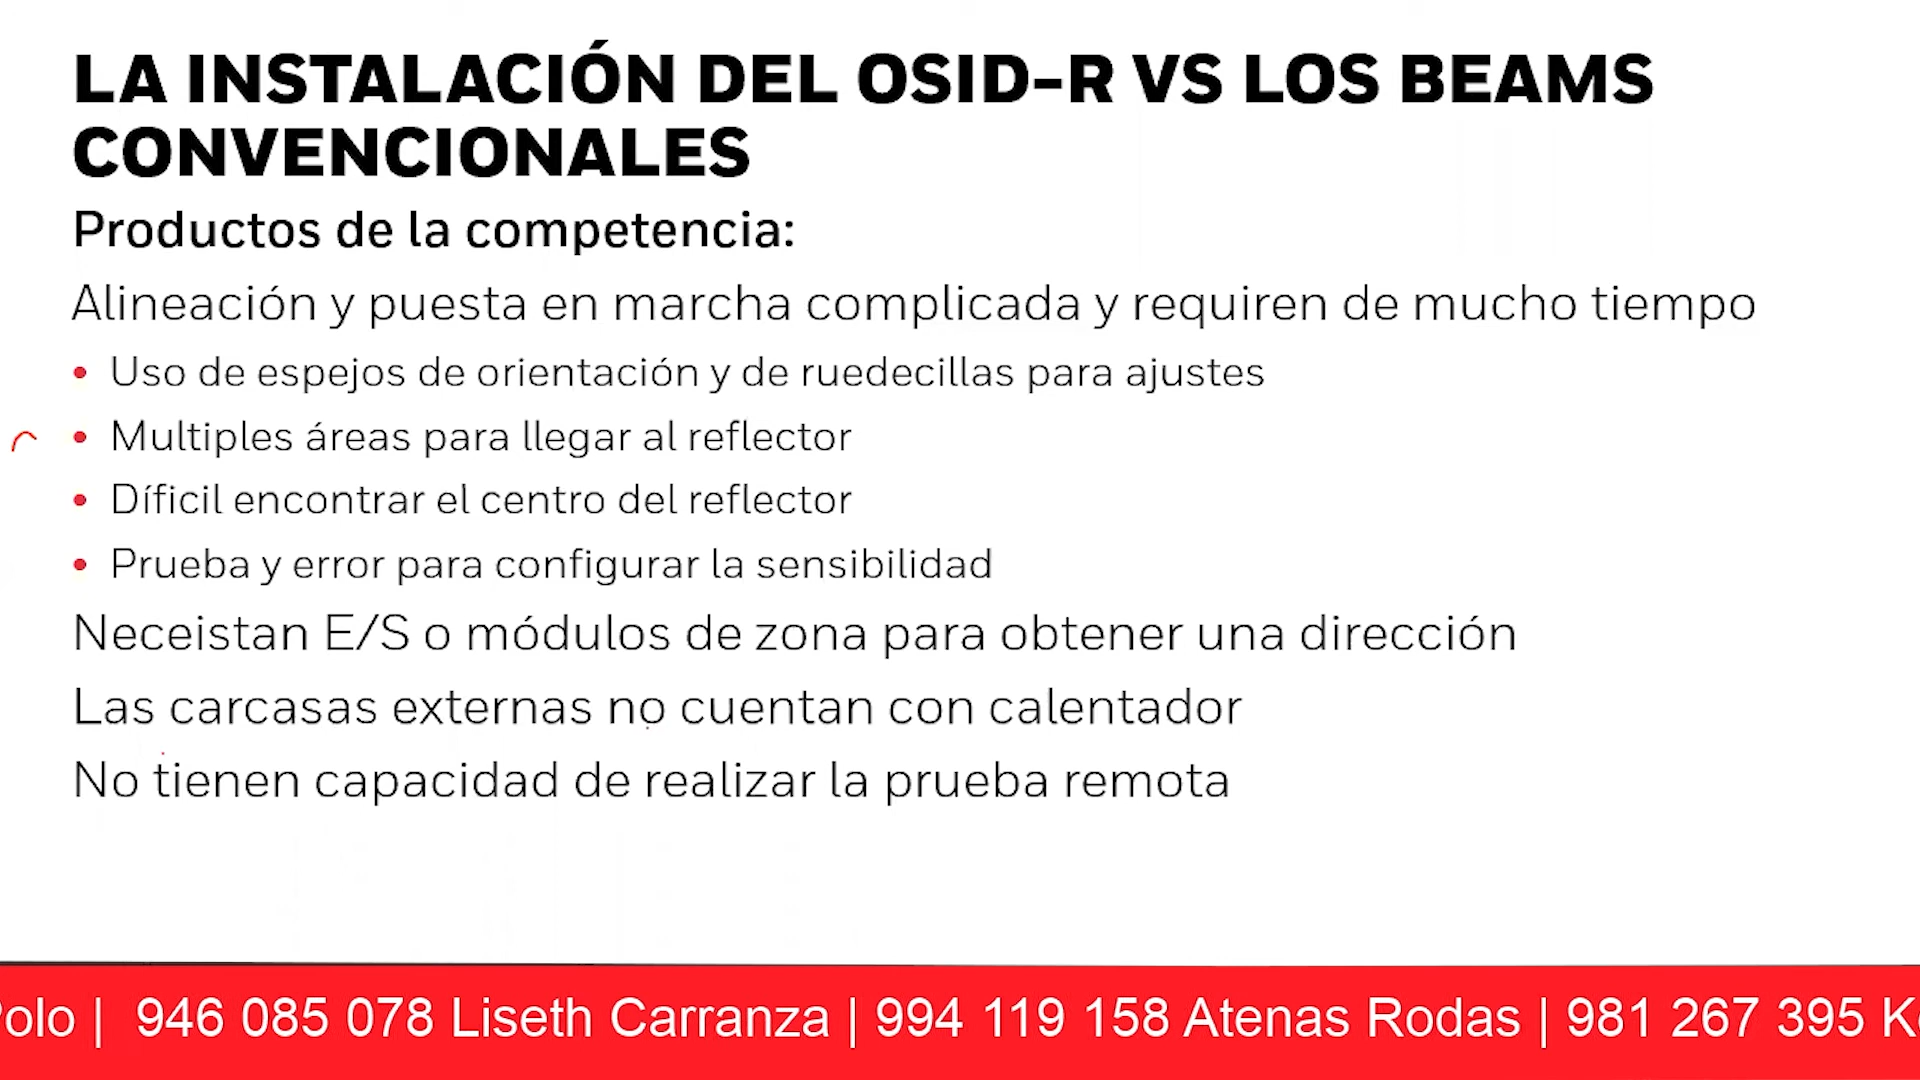 LA INSTALACIÓN DEL OSID-R VS LOS BEAMS
CONVENCIONALES
Productos de la competencia:
Alineación y puesta en marcha complicada y requiren de mucho tiempo
• Uso de espejos de orientación y de ruedecillas para ajustes
• Multiples áreas para llegar al reflector
• Díficil encontrar el centro del reflector
• Prueba y error para configurar la sensibilidad
Neceistan E/S o módulos de zona para obtener una dirección
Las carcasas externas no cuentan con calentador
No tienen capacidad de realizar la prueba remota
olo | 946 085 078 Liseth Carranza | 994 119 158 Atenas Rodas | 981 267 395 K